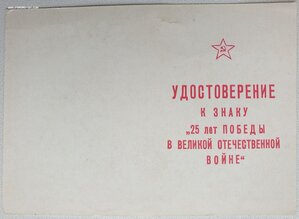 УДОСТОВЕРЕНИЕ
К ЗНАКУ
„25 лет ПОБЕДЫ
В ВЕЛИКОЙ ОТЕЧЕСТВЕННОЙ
ВОЙНЕ“